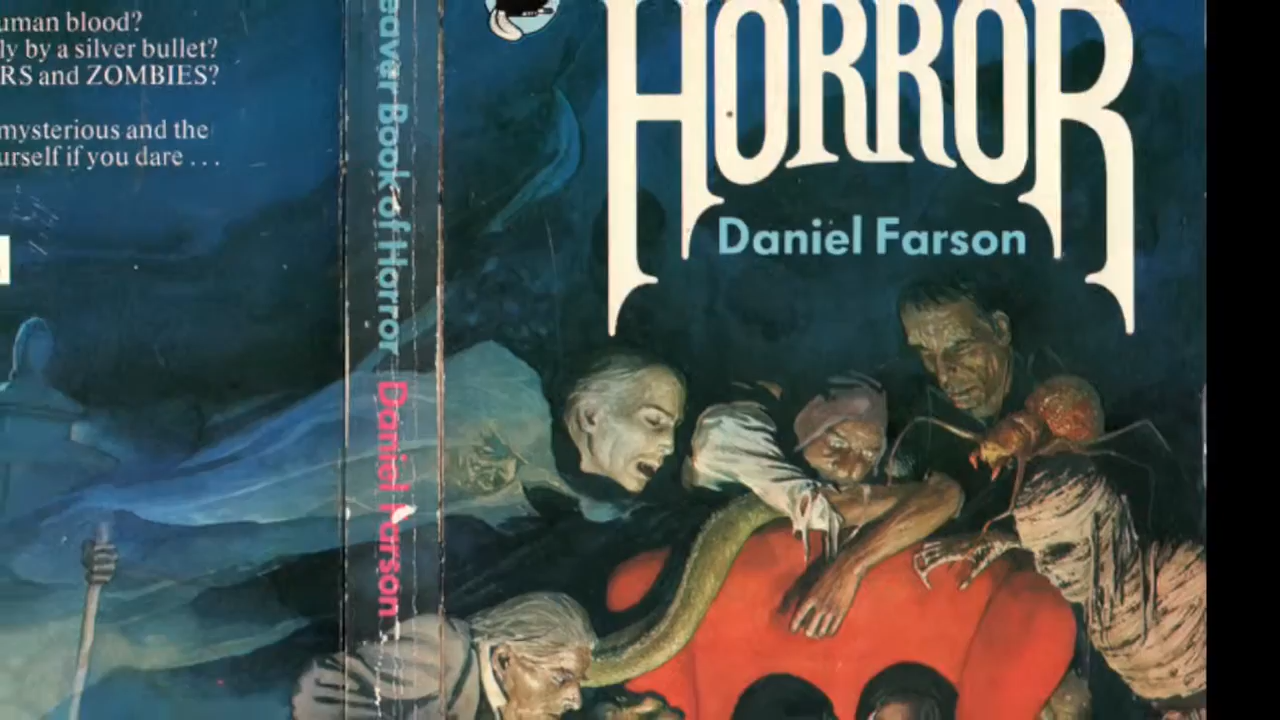 uman blood?
ly by a silver bullet?
RS and ZOMBIES?
mysterious and the
urself if you dare . . .
eaver Book of Horror Daniel Farson
HORROR
Daniel Farson